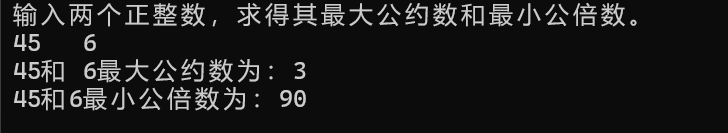 输入两个正整数，求得其最大公约数和最小公倍数。
45   6
45和 6最大公约数为：3
45和6最小公倍数为：90